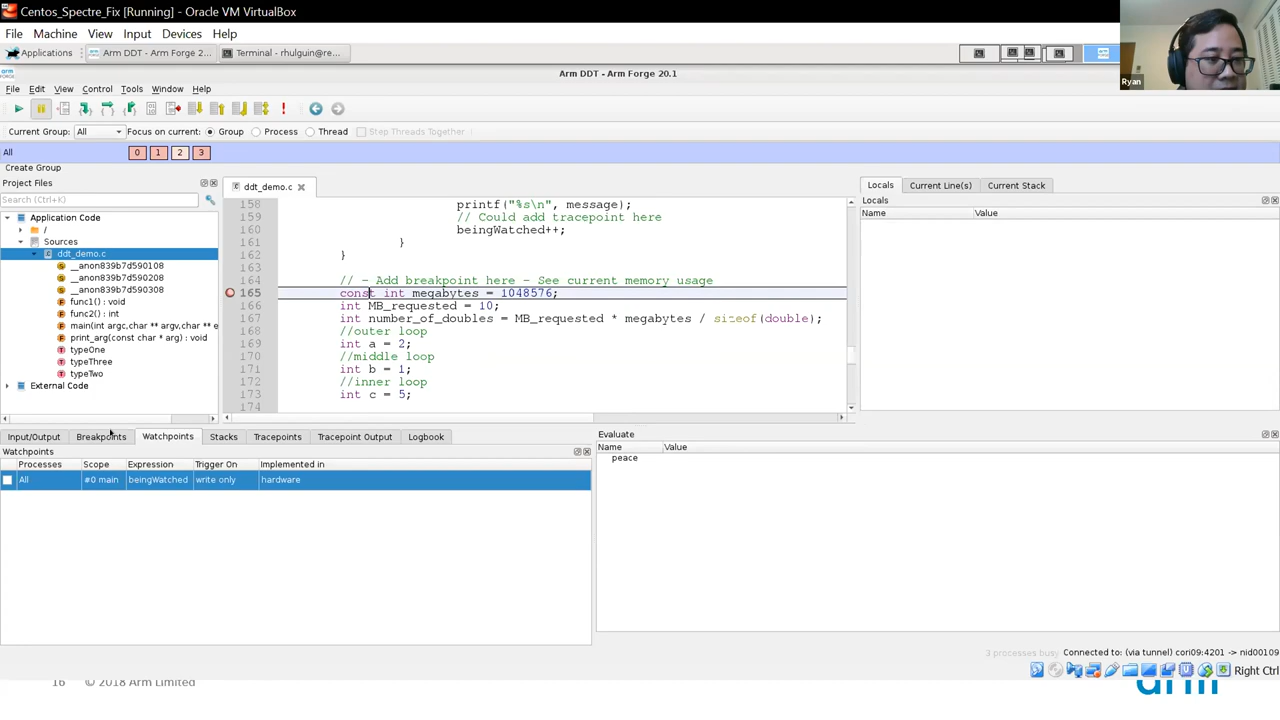 Centos_Spectre_Fix [Running] - Oracle VM VirtualBox
File Machine View Input Devices Help
Applications Arm DDT - Arm Forge 2... Terminal - rhulguin@re...
Ryan
Arm DDT - Arm Forge 20.1
File Edit View Control Tools Window Help
Current Group: All Focus on current: Group Process Thread Step Threads Together
All 0 1 2 3
Create Group
Project Files
Search (Ctrl+K)
Application Code
/
Sources
ddt_demo.c
__anon839b7d590108
__anon839b7d590208
__anon839b7d590308
func1() : void
func2() : int
main(int argc,char ** argv,char **
print_arg(const char * arg) : void
typeOne
typeThree
typeTwo
External Code
ddt_demo.c
158 printf("%s\n", message);
159 // Could add tracepoint here
160 beingWatched++;
161 }
162 }
163
164 // - Add breakpoint here - See current memory usage
165 const int megabytes = 1048576;
166 int MB_requested = 10;
167 int number_of_doubles = MB_requested * megabytes / sizeof(double);
168 //outer loop
169 int a = 2;
170 //middle loop
171 int b = 1;
172 //inner loop
173 int c = 5;
174
Locals Current Line(s) Current Stack
Locals
Name Value
Input/Output Breakpoints Watchpoints Stacks Tracepoints Tracepoint Output Logbook
Watchpoints
Processes Scope Expression Trigger On Implemented in
All #0 main beingWatched write only hardware
Evaluate
Name Value
peace
3 processes busy Connected to: (via tunnel) cori09:4201 -> nid00109
Right Ctrl
16 © 2018 Arm Limited
arm